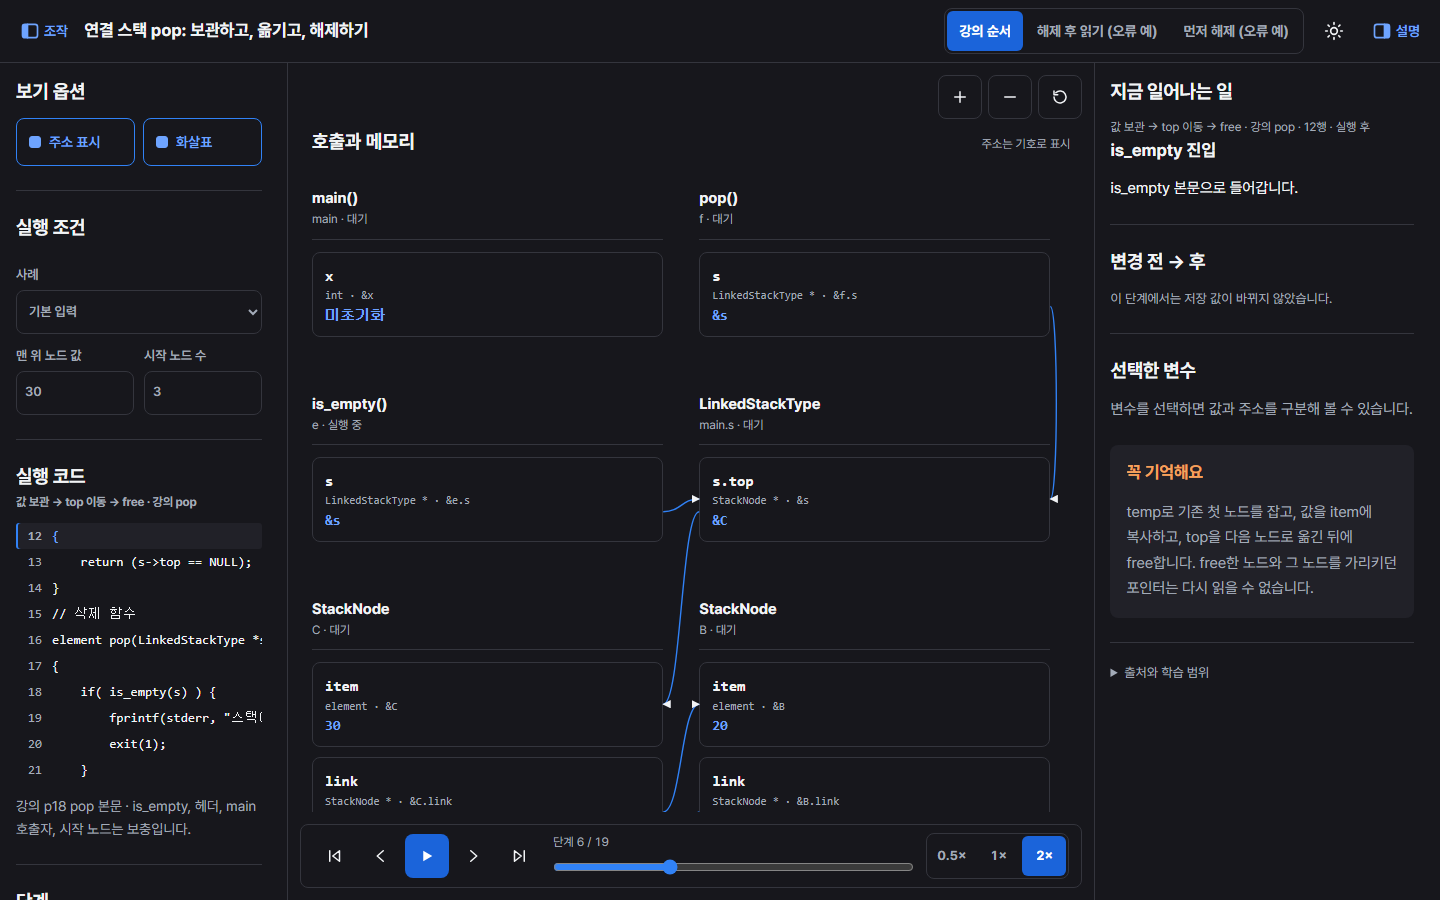 조작
연결 스택 pop: 보관하고, 옮기고, 해제하기
강의 순서
해제 후 읽기 (오류 예)
먼저 해제 (오류 예)
설명
보기 옵션
주소 표시
화살표
실행 조건
사례
기본 입력
맨 위 노드 값
시작 노드 수
30
3
실행 코드
값 보관 → top 이동 → free · 강의 pop
12 {
13 return (s->top == NULL);
14 }
15 // 삭제 함수
16 element pop(LinkedStackType *
17 {
18 if( is_empty(s) ) {
19 fprintf(stderr, "스택
20 exit(1);
21 }
강의 p18 pop 본문 · is_empty, 헤더, main
호출자, 시작 노드는 보충입니다.
단계
호출과 메모리
주소는 기호로 표시
main()
main · 대기
x
int · &x
미초기화
pop()
f · 대기
s
LinkedStackType * · &f.s
&s
is_empty()
e · 실행 중
s
LinkedStackType * · &e.s
&s
LinkedStackType
main.s · 대기
s.top
StackNode * · &s
&C
StackNode
C · 대기
item
element · &C
30
link
StackNode * · &C.link
StackNode
B · 대기
item
element · &B
20
link
StackNode * · &B.link
단계 6 / 19
0.5×
1×
2×
지금 일어나는 일
값 보관 → top 이동 → free · 강의 pop · 12행 · 실행 후
is_empty 진입
is_empty 본문으로 들어갑니다.
변경 전 → 후
이 단계에서는 저장 값이 바뀌지 않았습니다.
선택한 변수
변수를 선택하면 값과 주소를 구분해 볼 수 있습니다.
꼭 기억해요
temp로 기존 첫 노드를 잡고, 값을 item에
복사하고, top을 다음 노드로 옮긴 뒤에
free합니다. free한 노드와 그 노드를 가리키던
포인터는 다시 읽을 수 없습니다.
출처와 학습 범위